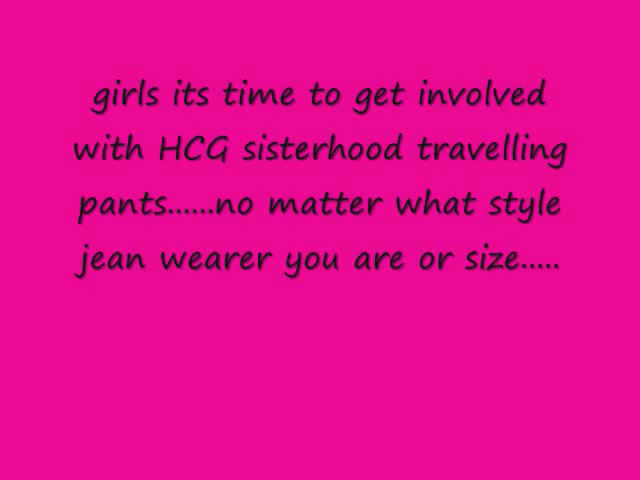 girls its time to get involved
with HCG sisterhood travelling
pants......no matter what style
jean wearer you are or size.....